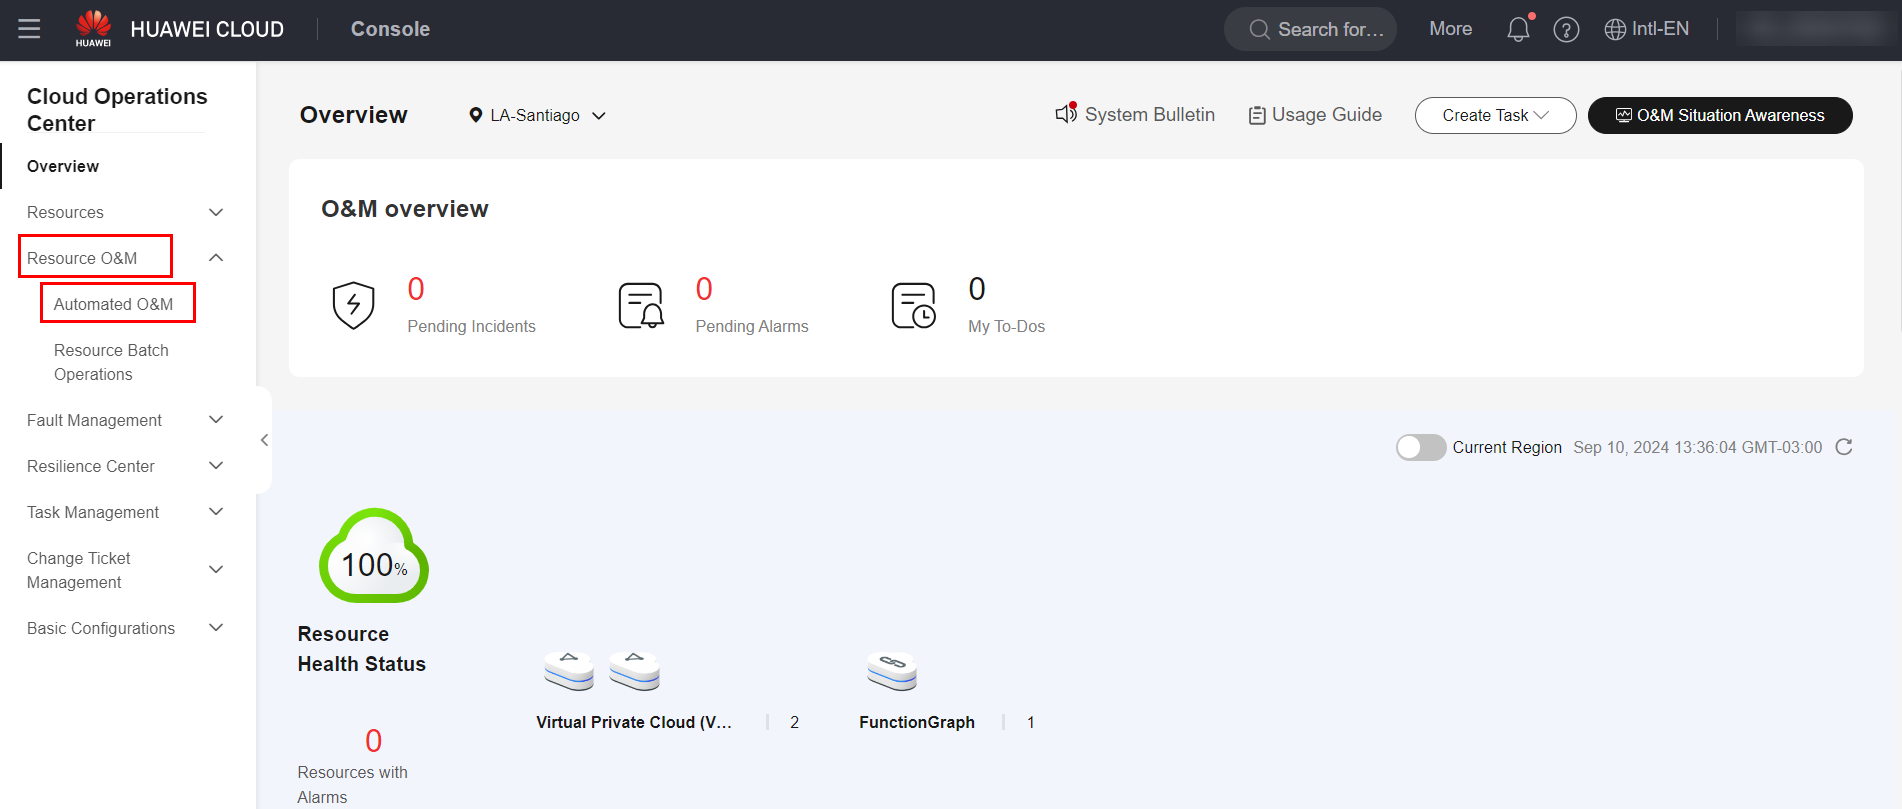 HUAWEI
HUAWEI CLOUD
Console
Search for...
More
?
Intl-EN
Cloud Operations
Center
Overview
Resources
Resource O&M
Automated O&M
Resource Batch
Operations
Fault Management
Resilience Center
Task Management
Change Ticket
Management
Basic Configurations
Overview
LA-Santiago
System Bulletin
Usage Guide
Create Task
O&M Situation Awareness
O&M overview
0
Pending Incidents
0
Pending Alarms
0
My To-Dos
Current Region
Sep 10, 2024 13:36:04 GMT-03:00
100%
Resource
Health Status
0
Resources with
Alarms
Virtual Private Cloud (V...
2
FunctionGraph
1